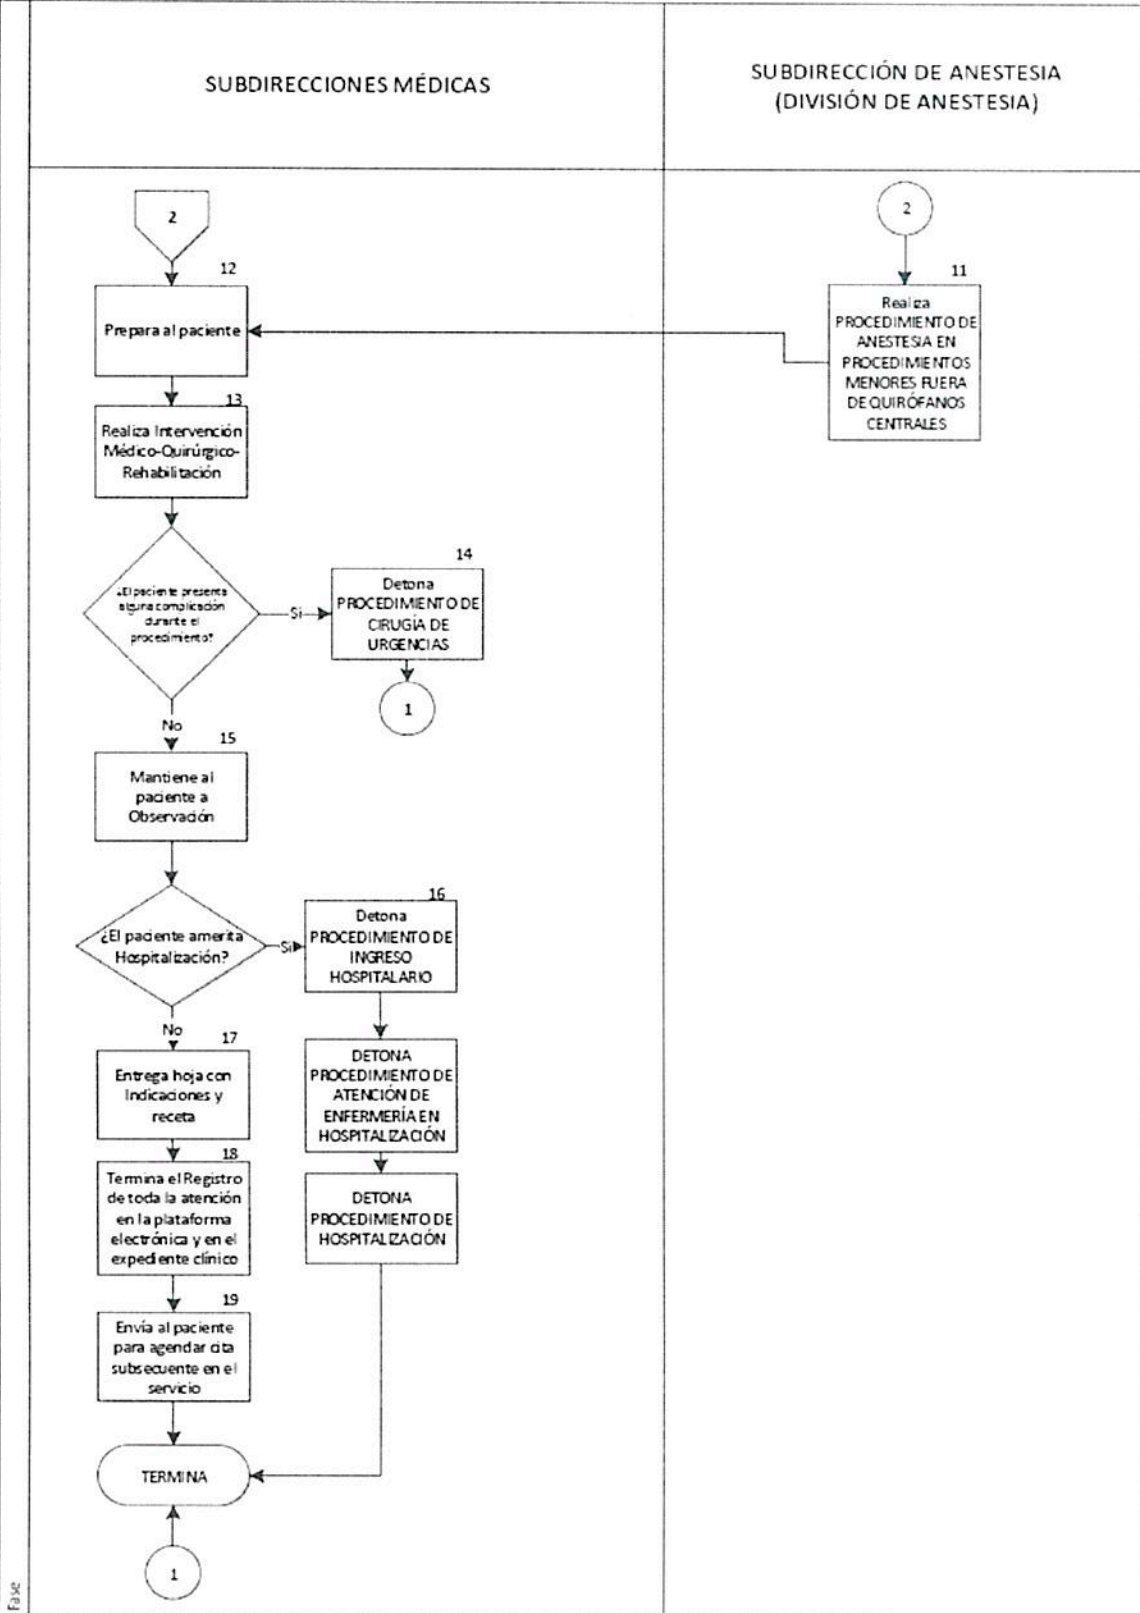 SUBDIRECCIONES MÉDICAS
SUBDIRECCIÓN DE ANESTESIA
(DIVISIÓN DE ANESTESIA)
2
2
12
Prepara al paciente
11
Realiza
PROCEDIMIENTO DE
ANESTESIA EN
PROCEDIMIENTOS
MENORES FUERA
DE QUIRÓFANOS
CENTRALES
13
Realiza Intervención
Médico-Quirúrgico-
Rehabilitación
¿El paciente presenta
alguna complicación
durante el
procedimiento?
Si
14
Detona
PROCEDIMIENTO DE
CIRUGÍA DE
URGENCIAS
1
No
15
Mantiene al
paciente a
Observación
¿El paciente amerita
Hospitalización?
Si
16
Detona
PROCEDIMIENTO DE
INGRESO
HOSPITALARIO
No
17
Entrega hoja con
Indicaciones y
receta
DETONA
PROCEDIMIENTO DE
ATENCIÓN DE
ENFERMERÍA EN
HOSPITALIZACIÓN
18
Termina el Registro
de toda la atención
en la plataforma
electrónica y en el
expediente clínico
DETONA
PROCEDIMIENTO DE
HOSPITALIZACIÓN
19
Envía al paciente
para agendar cita
subsecuente en el
servicio
TERMINA
1
Fase